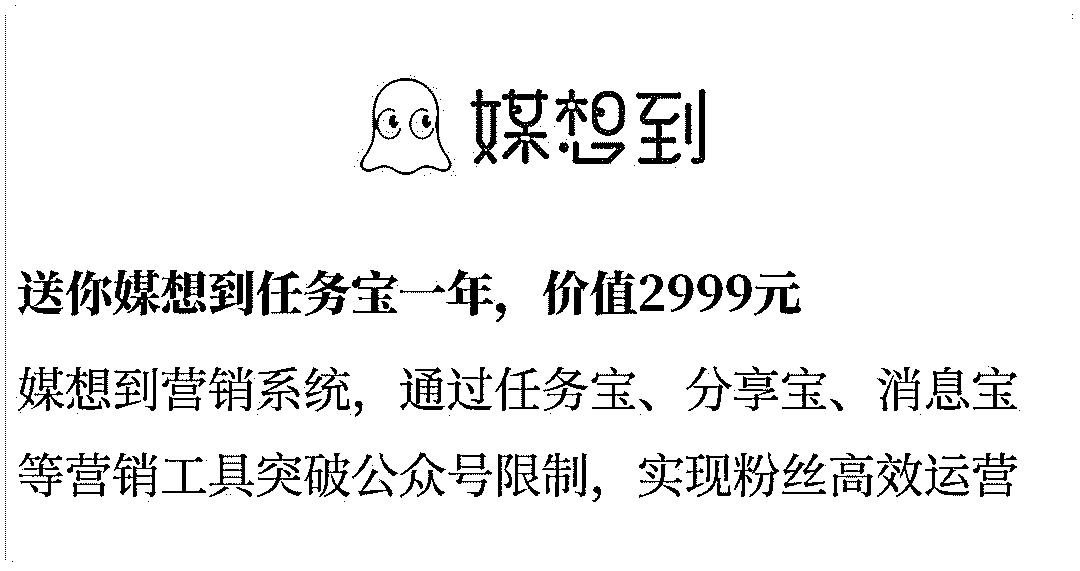 媒想到
送你媒想到任务宝一年，价值2999元
媒想到营销系统，通过任务宝、分享宝、消息宝
等营销工具突破公众号限制，实现粉丝高效运营